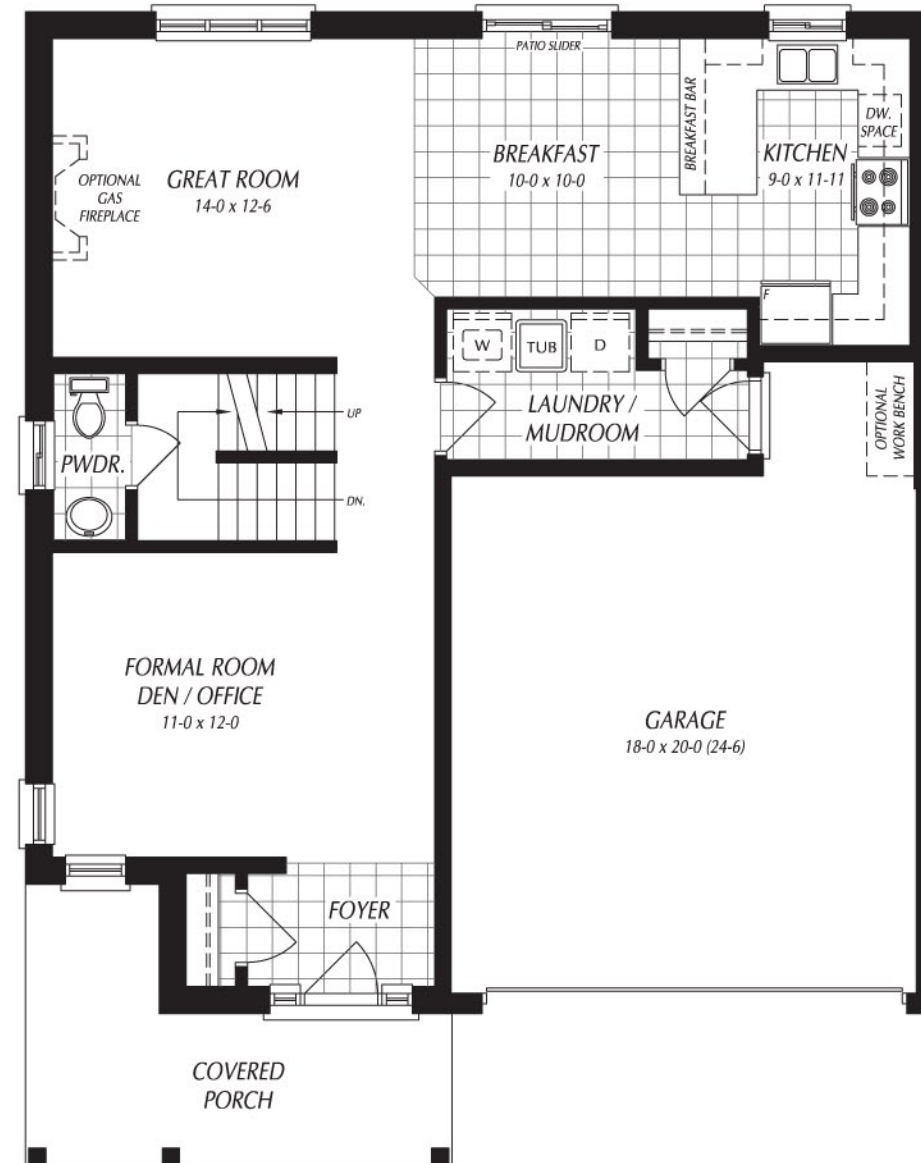 PATIO SLIDER
BREAKFAST BAR
DW.
SPACE
BREAKFAST
10-0 x 10-0
KITCHEN
9-0 x 11-11
OPTIONAL
GAS
FIREPLACE
GREAT ROOM
14-0 x 12-6
F
W
TUB
D
LAUNDRY /
MUDROOM
OPTIONAL
WORK BENCH
UP
PWDR.
DN.
FORMAL ROOM
DEN / OFFICE
11-0 x 12-0
GARAGE
18-0 x 20-0 (24-6)
FOYER
COVERED
PORCH